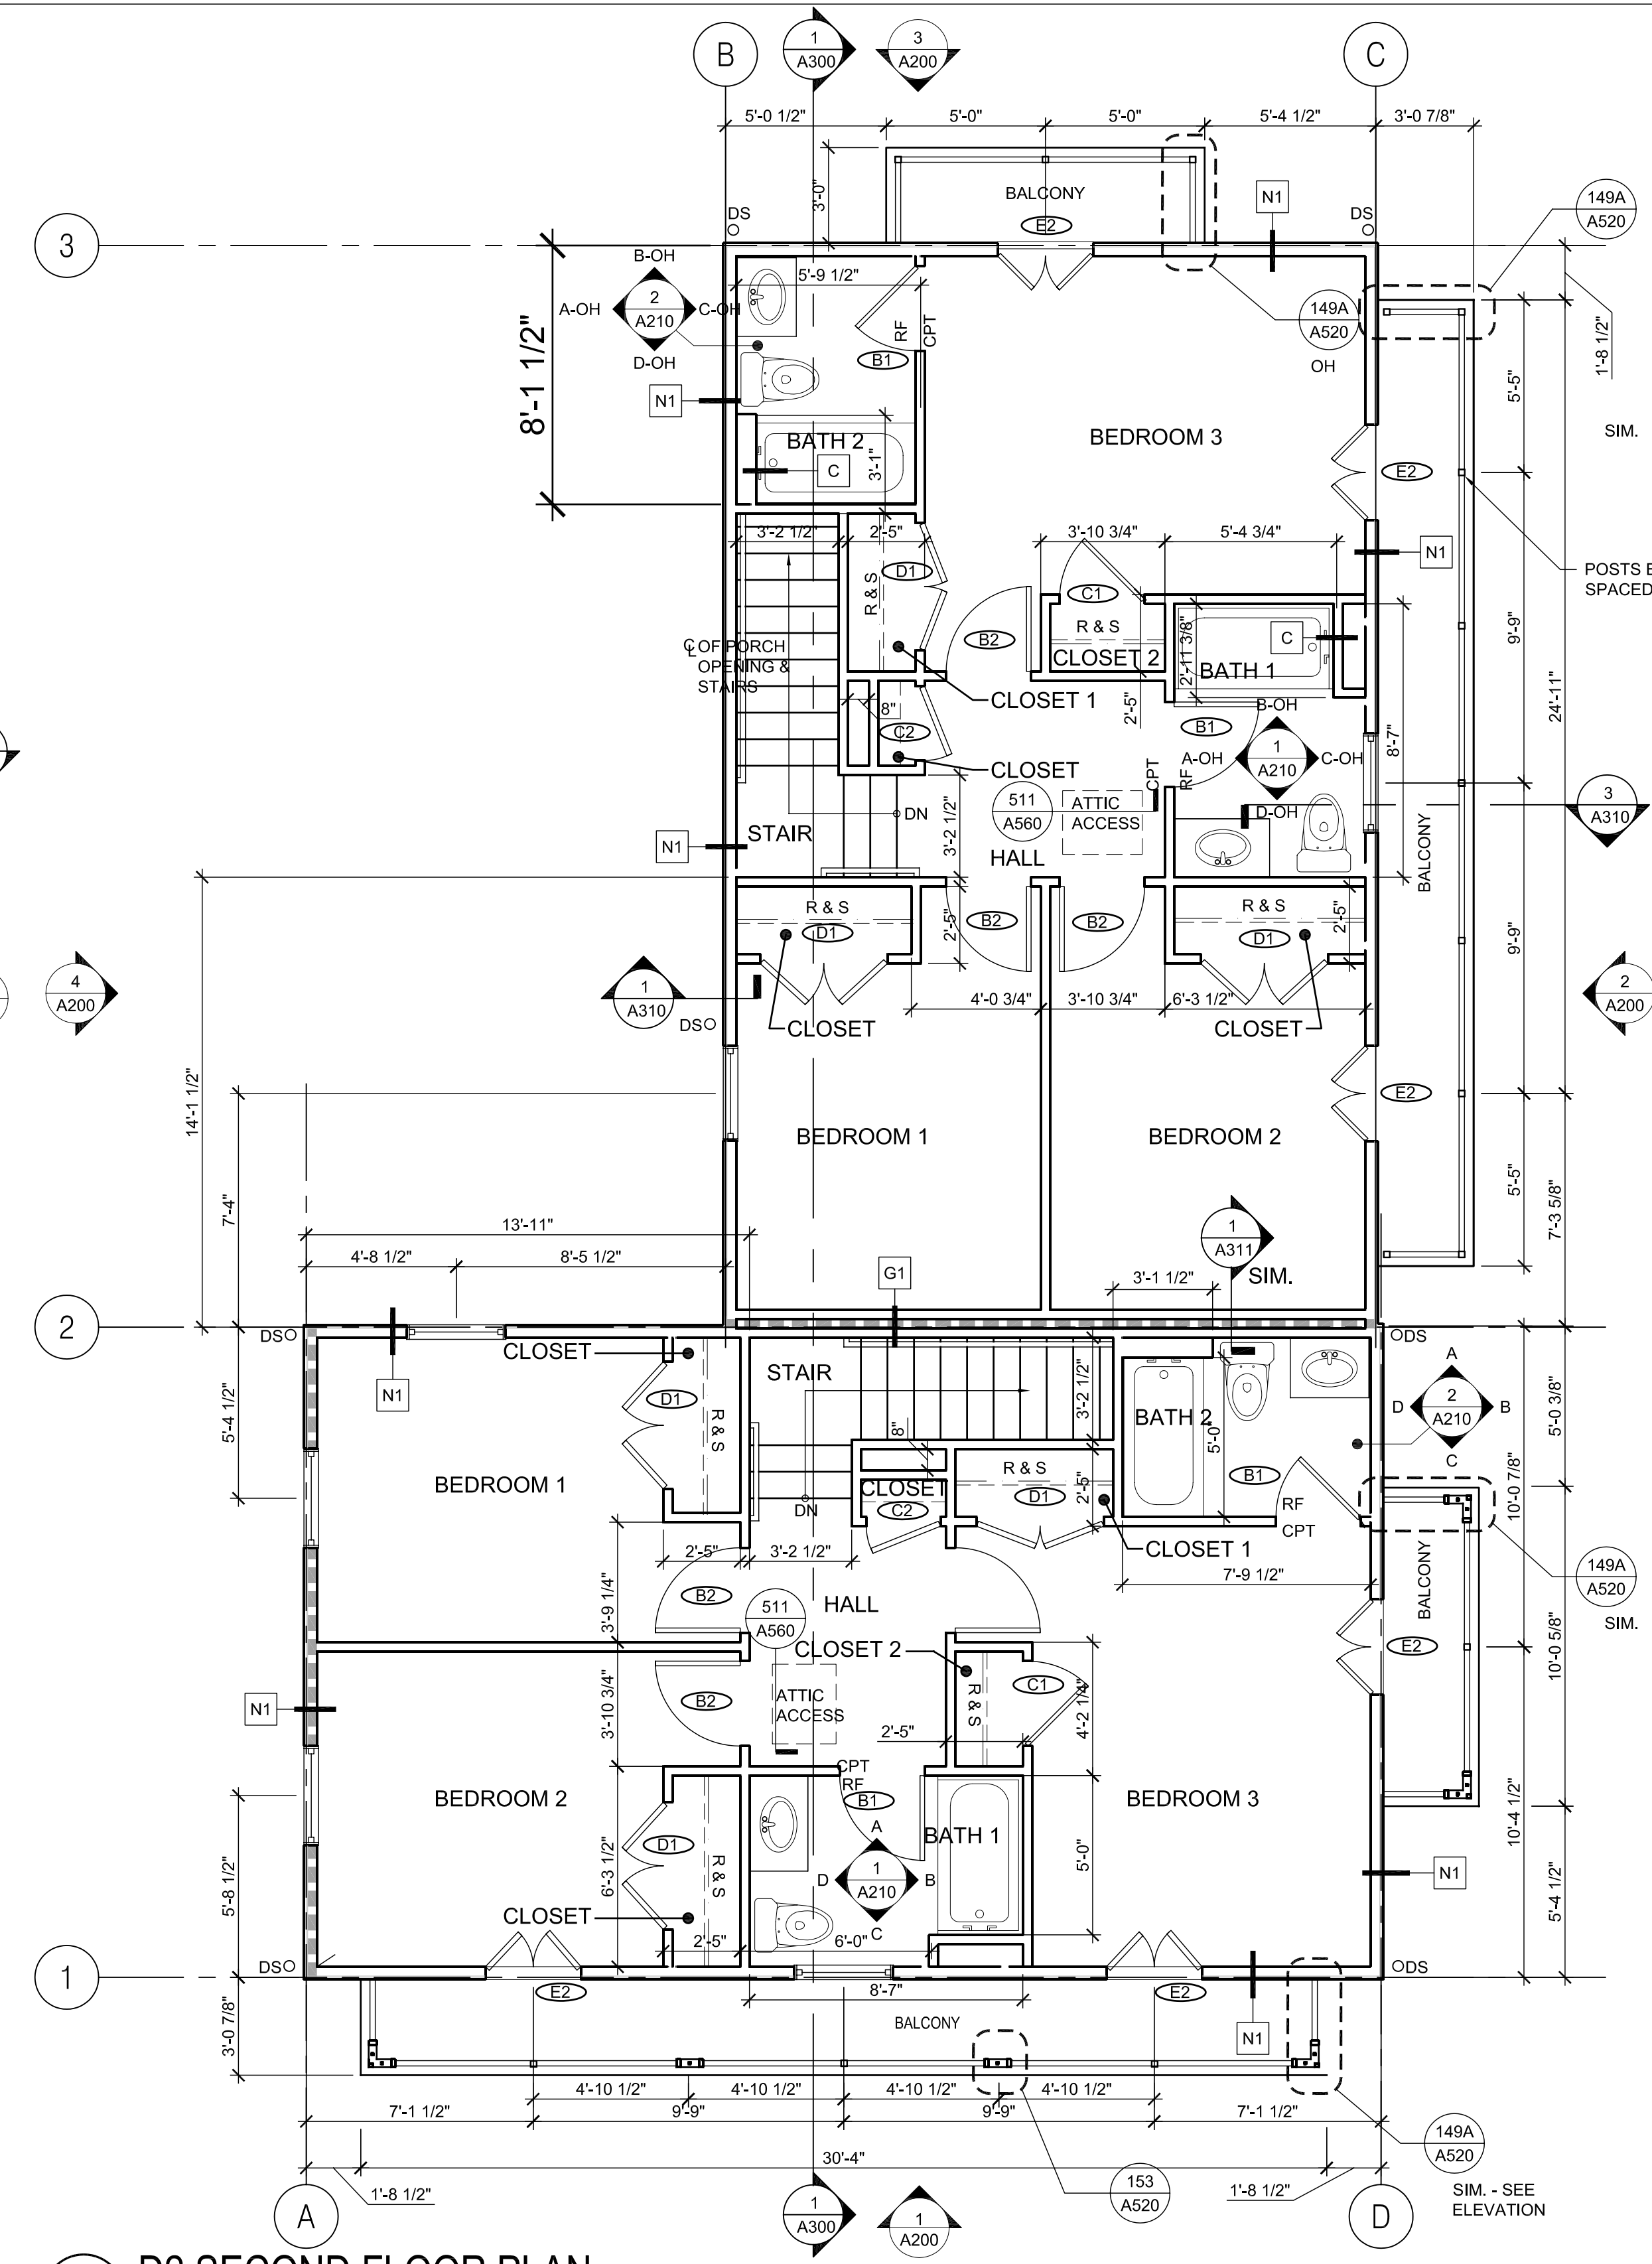 B
1
A300
3
A200
C
5'-0 1/2"
5'-0"
5'-0"
5'-4 1/2"
3'-0 7/8"
3'-0"
BALCONY
E2
N1
149A
A520
DS
DS
3
B-OH
2
A210
A-OH
C-OH
D-OH
5'-9 1/2"
RF
CPT
B1
149A
A520
OH
1'-8 1/2"
8'-1 1/2"
5'-5"
SIM.
N1
BATH 2
3'-1"
C
BEDROOM 3
E2
3'-2 1/2"
2'-5"
3'-10 3/4"
5'-4 3/4"
N1
D1
R & S
C1
R & S
CLOSET 2
B2
2'-11 3/8"
C
BATH 1
POSTS
SPACED
9'-9"
24'-11"
℄ OF PORCH
OPENING &
STAIRS
CLOSET 1
8"
C2
2'-5"
B1
B-OH
A-OH
1
A210
C-OH
D-OH
8'-7"
CLOSET
CPT
RF
511
A560
ATTIC
ACCESS
3
A310
DN
3'-2 1/2"
STAIR
N1
HALL
BALCONY
R & S
D1
2'-5"
B2
B2
R & S
D1
2'-5"
9'-9"
14'-1 1/2"
4
A200
1
A310
DS
4'-0 3/4"
3'-10 3/4"
6'-3 1/2"
2
A200
CLOSET
CLOSET
E2
BEDROOM 1
BEDROOM 2
7'-4"
5'-5"
7'-3 5/8"
13'-11"
4'-8 1/2"
8'-5 1/2"
1
A311
SIM.
G1
3'-1 1/2"
2
DS
DS
CLOSET
STAIR
N1
D1
R & S
3'-2 1/2"
BATH 2
5'-0"
A
D
2
A210
B
C
5'-0 3/8"
5'-4 1/2"
8"
BEDROOM 1
R & S
CLOSET
C2
D1
2'-5"
B1
RF
CPT
DN
10'-0 7/8"
CLOSET 1
2'-5"
3'-2 1/2"
7'-9 1/2"
3'-9 1/4"
B2
511
A560
HALL
BALCONY
149A
A520
SIM.
CLOSET 2
E2
10'-0 5/8"
N1
3'-10 3/4"
B2
ATTIC
ACCESS
R & S
C1
4'-2 1/4"
2'-5"
CPT
RF
B1
BEDROOM 2
BEDROOM 3
10'-4 1/2"
D1
R & S
A
BATH 1
D
1
A210
B
C
5'-0"
N1
6'-3 1/2"
5'-8 1/2"
5'-4 1/2"
CLOSET
2'-5"
6'-0"
1
DS
DS
E2
8'-7"
E2
3'-0 7/8"
BALCONY
N1
4'-10 1/2"
4'-10 1/2"
4'-10 1/2"
4'-10 1/2"
7'-1 1/2"
9'-9"
9'-9"
7'-1 1/2"
149A
A520
30'-4"
1'-8 1/2"
153
A520
1'-8 1/2"
SIM. - SEE
ELEVATION
A
1
A300
1
A200
D